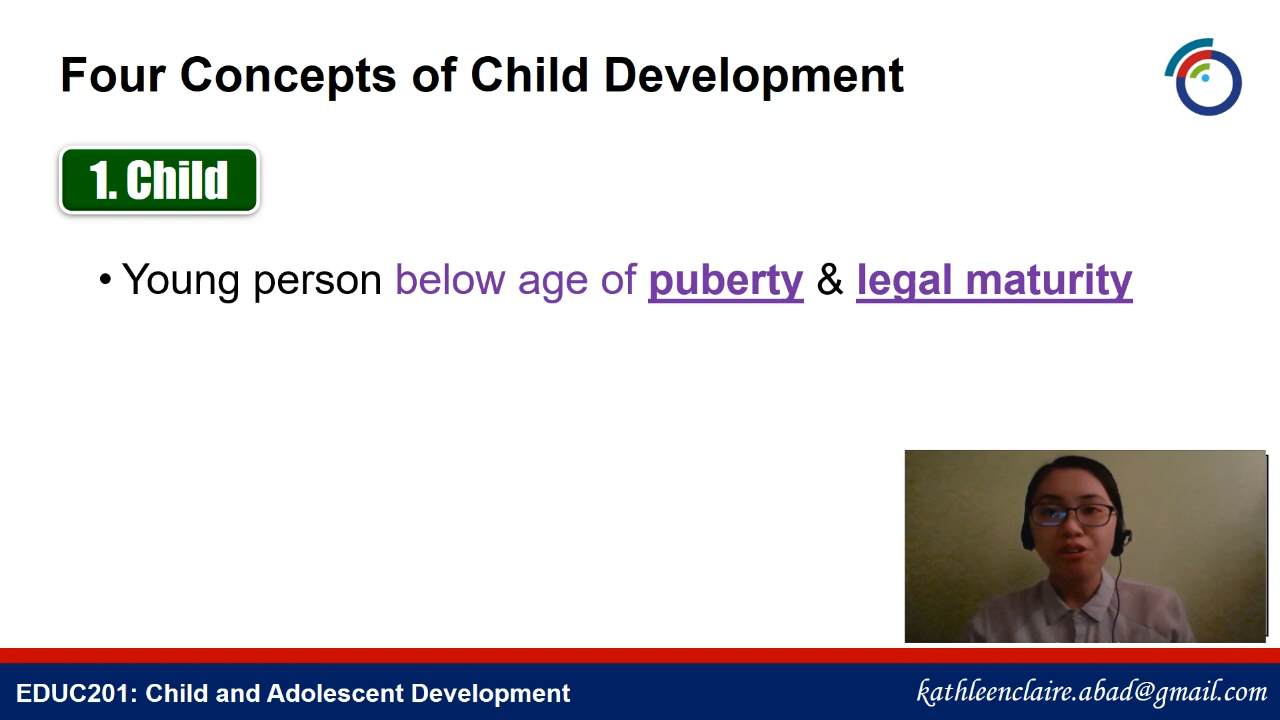 Four Concepts of Child Development
1. Child
• Young person below age of puberty & legal maturity
EDUC201: Child and Adolescent Development
kathleenclaire.abad@gmail.com